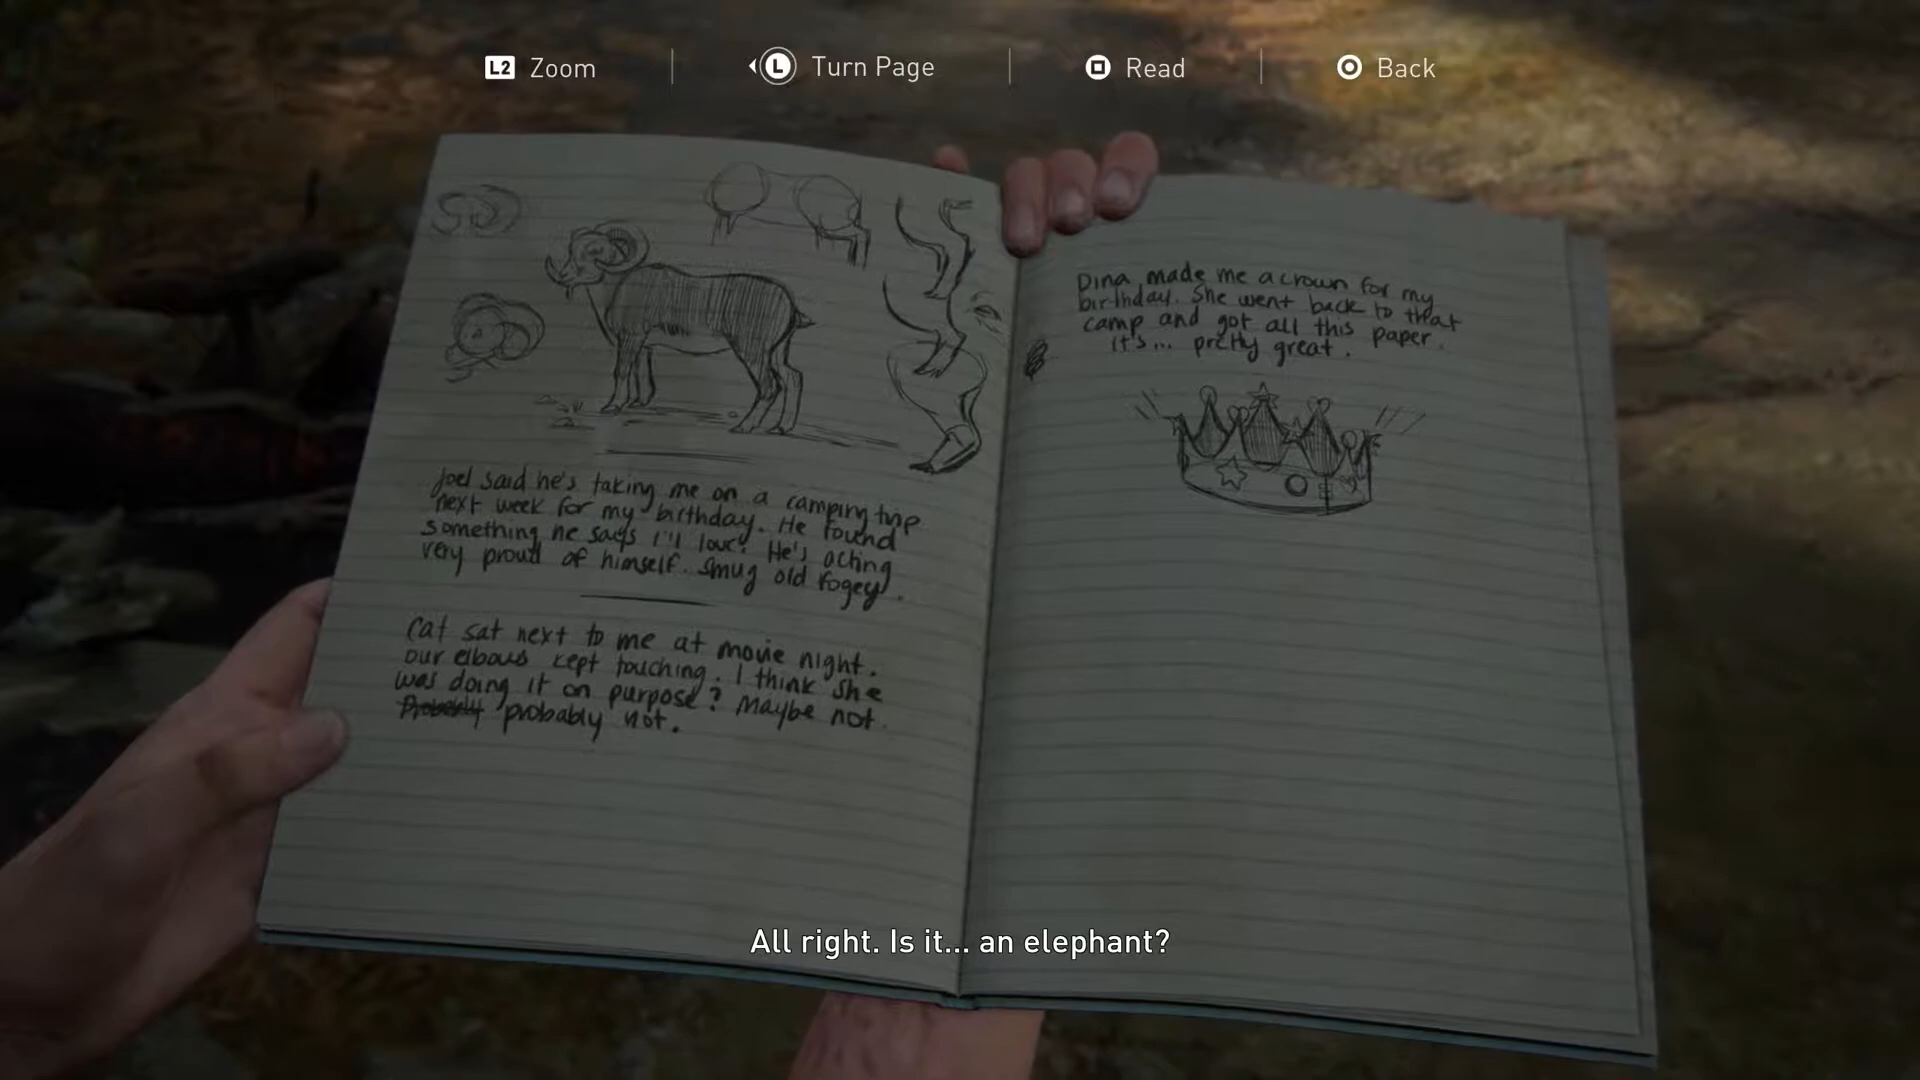 L2 Zoom
L Turn Page
Read
Back
Joel said he's taking me on a camping trip
next week for my birthday. He found
something he says I'll love. He's acting
very proud of himself. Smug old fogey.
Cat sat next to me at movie night.
our elbows kept touching. I think she
was doing it on purpose? Maybe not.
Probably probably not.
Dina made me a crown for my
birthday. She went back to that
camp and got all this paper.
it's... pretty great.
All right. Is it... an elephant?